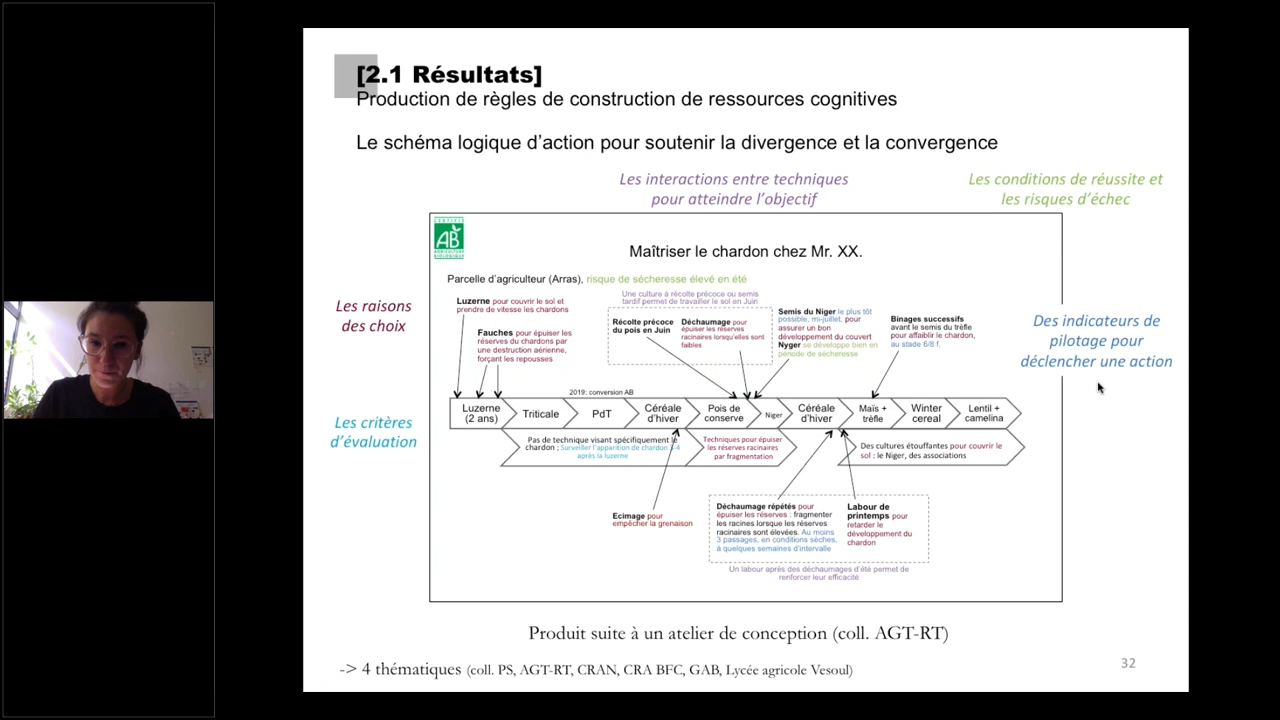 [2.1 Résultats]
Production de règles de construction de ressources cognitives
Le schéma logique d'action pour soutenir la divergence et la convergence
Les interactions entre techniques
pour atteindre l'objectif
Les conditions de réussite et
les risques d'échec
AB
Maîtriser le chardon chez Mr. XX.
Parcelle d'agriculteur (Arras), risque de sécheresse élevé en été
Les raisons
des choix
Luzerne pour couvrir le sol et
prendre de vitesse les chardons
Fauches pour épuiser les
réserves du chardons par
une destruction aérienne,
forçant les repousses
Une culture à récolte précoce ou semis
tardif permet de travailler le sol en Juin
Récolte précoce
du pois en Juin
Déchaumage pour
épuiser les réserves
racinaires lorsqu'elles sont
faibles
Semis du Niger le plus tôt
possible, mi-juillet, pour
assurer un bon
développement du couvert
Nyger se développe bien en
période de sécheresse
Binages successifs
avant le semis du trèfle
pour affaiblir le chardon,
au stade 6/8 f.
Des indicateurs de
pilotage pour
déclencher une action
2019: conversion AB
Luzerne
(2 ans)
Triticale
PdT
Céréale
d'hiver
Pois de
conserve
Niger
Céréale
d'hiver
Maïs +
trèfle
Winter
cereal
Lentil +
camelina
Les critères
d'évaluation
Pas de technique visant spécifiquement le
chardon ; Surveiller l'apparition de chardon 3-4
après la luzerne
Techniques pour épuiser
les réserves racinaires
par fragmentation
Des cultures étouffantes pour couvrir le
sol : le Niger, des associations
Ecimage pour
empêcher la grenaison
Déchaumage répétés pour
épuiser les réserves : fragmenter
les racines lorsque les réserves
racinaires sont élevées. Au moins
3 passages, en conditions sèches,
à quelques semaines d'intervalle
Labour de
printemps pour
retarder le
développement du
chardon
Un labour après des déchaumages d'été permet de
renforcer leur efficacité
Produit suite à un atelier de conception (coll. AGT-RT)
-> 4 thématiques (coll. PS, AGT-RT, CRAN, CRA BFC, GAB, Lycée agricole Vesoul)
32